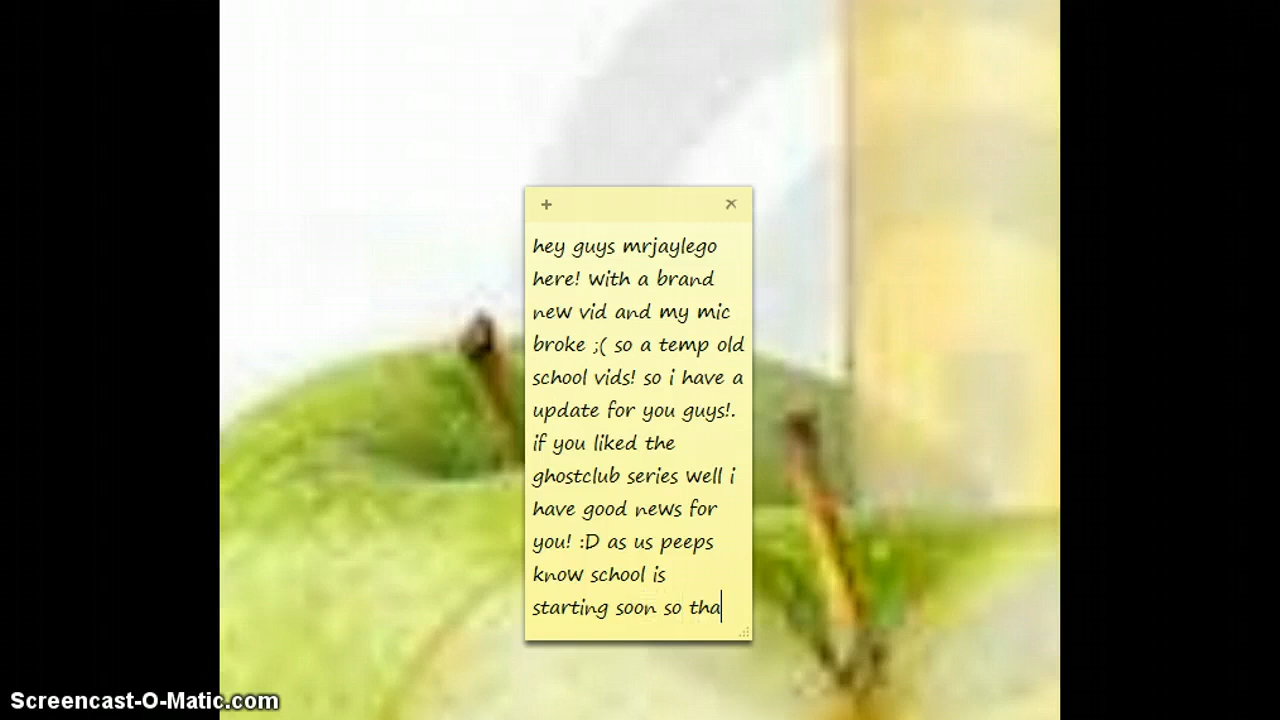 + ×
hey guys mrjaylego
here! With a brand
new vid and my mic
broke ;( so a temp old
school vids! so i have a
update for you guys!.
if you liked the
ghostclub series well i
have good news for
you! :D as us peeps
know school is
starting soon so tha
Screencast-O-Matic.com